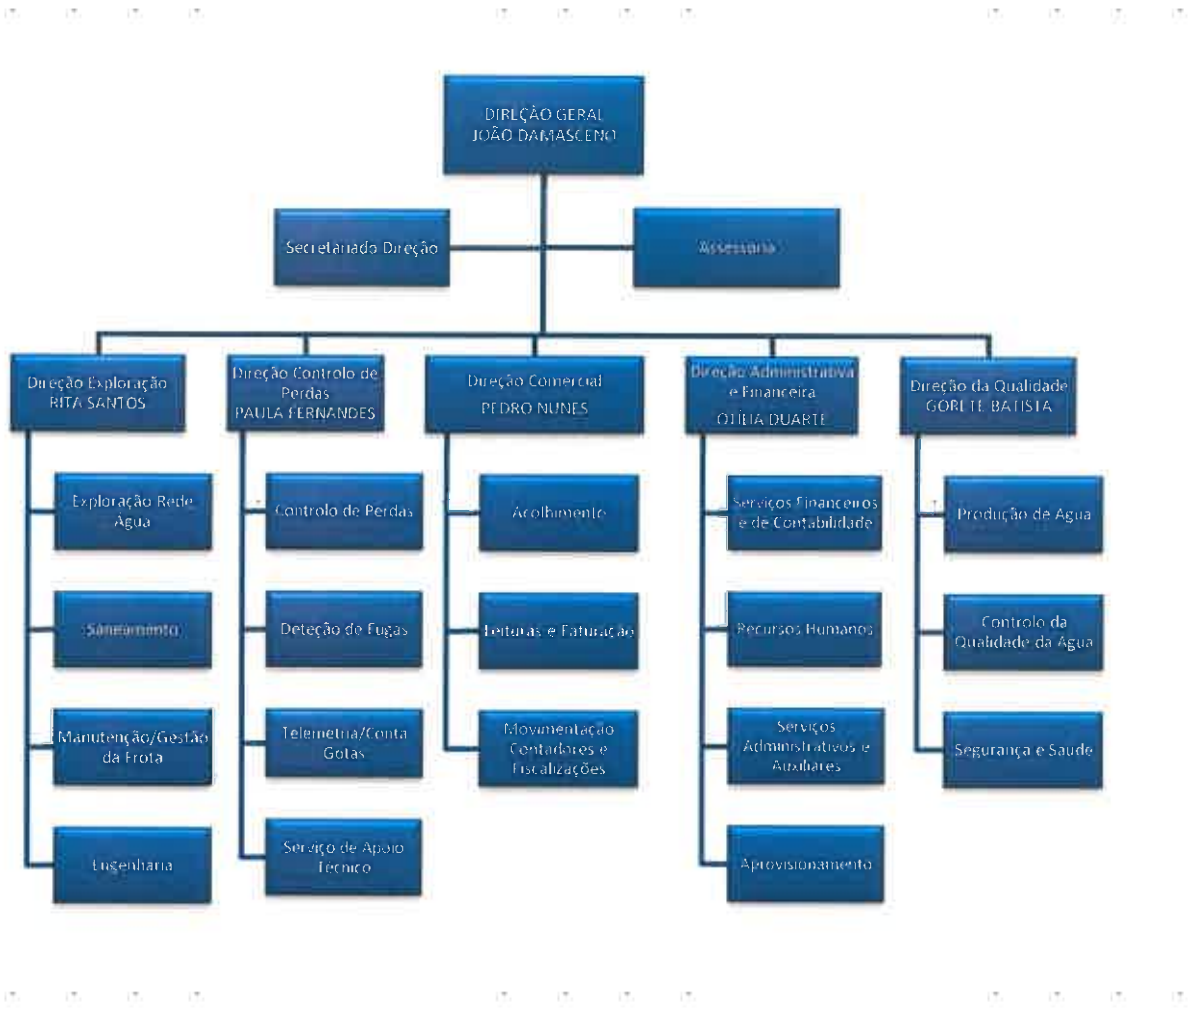 DIREÇÃO GERAL
JOÃO DAMASCENO
Secretariado Direção
Assessoria
Direção Exploração
RITA SANTOS
Direção Controlo de
Perdas
PAULA FERNANDES
Direção Comercial
PEDRO NUNES
Direção Administrativa
e Financeira
OTÍLIA DUARTE
Direção da Qualidade
GORETE BATISTA
Exploração Rede
Água
Saneamento
Manutenção/Gestão
da Frota
Engenharia
Controlo de Perdas
Deteção de Fugas
Telemetria/Conta
Gotas
Serviço de Apoio
Técnico
Acolhimento
Leituras e Faturação
Movimentação
Contadores e
Fiscalizações
Serviços Financeiros
e de Contabilidade
Recursos Humanos
Serviços
Administrativos e
Auxiliares
Aprovisionamento
Produção de Água
Controlo da
Qualidade da Água
Segurança e Saúde